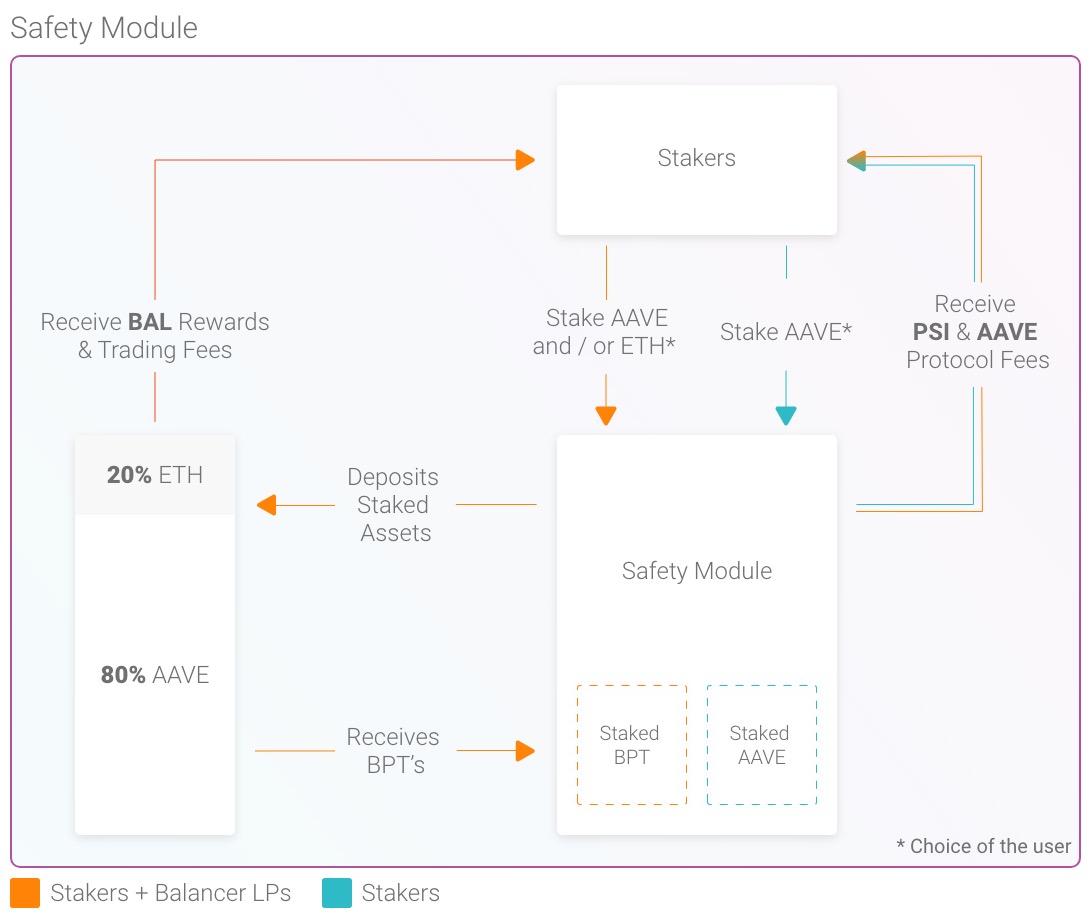 Safety Module
Stakers
Receive BAL Rewards
& Trading Fees
Stake AAVE
and / or ETH*
Stake AAVE*
Receive
PSI & AAVE
Protocol Fees
20% ETH
80% AAVE
Deposits
Staked
Assets
Safety Module
Receives
BPT’s
Staked
BPT
Staked
AAVE
* Choice of the user
Stakers + Balancer LPs
Stakers